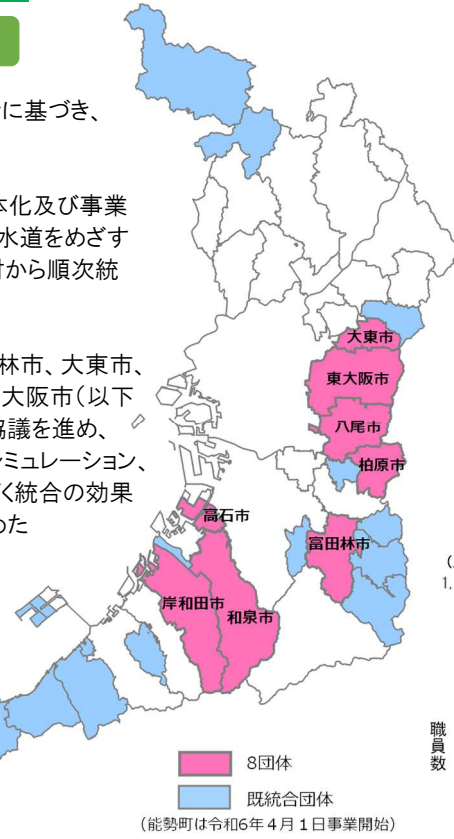 に基づき、
本化及び事業
水道をめざす
村から順次統
林市、大東市、
大阪市（以下
協議を進め、
シミュレーション、
づく統合の効果
めた
大東市
東大阪市
八尾市
柏原市
富田林市
高石市
岸和田市
和泉市
1,
職員数
8団体
既統合団体
（能勢町は令和6年4月1日事業開始）